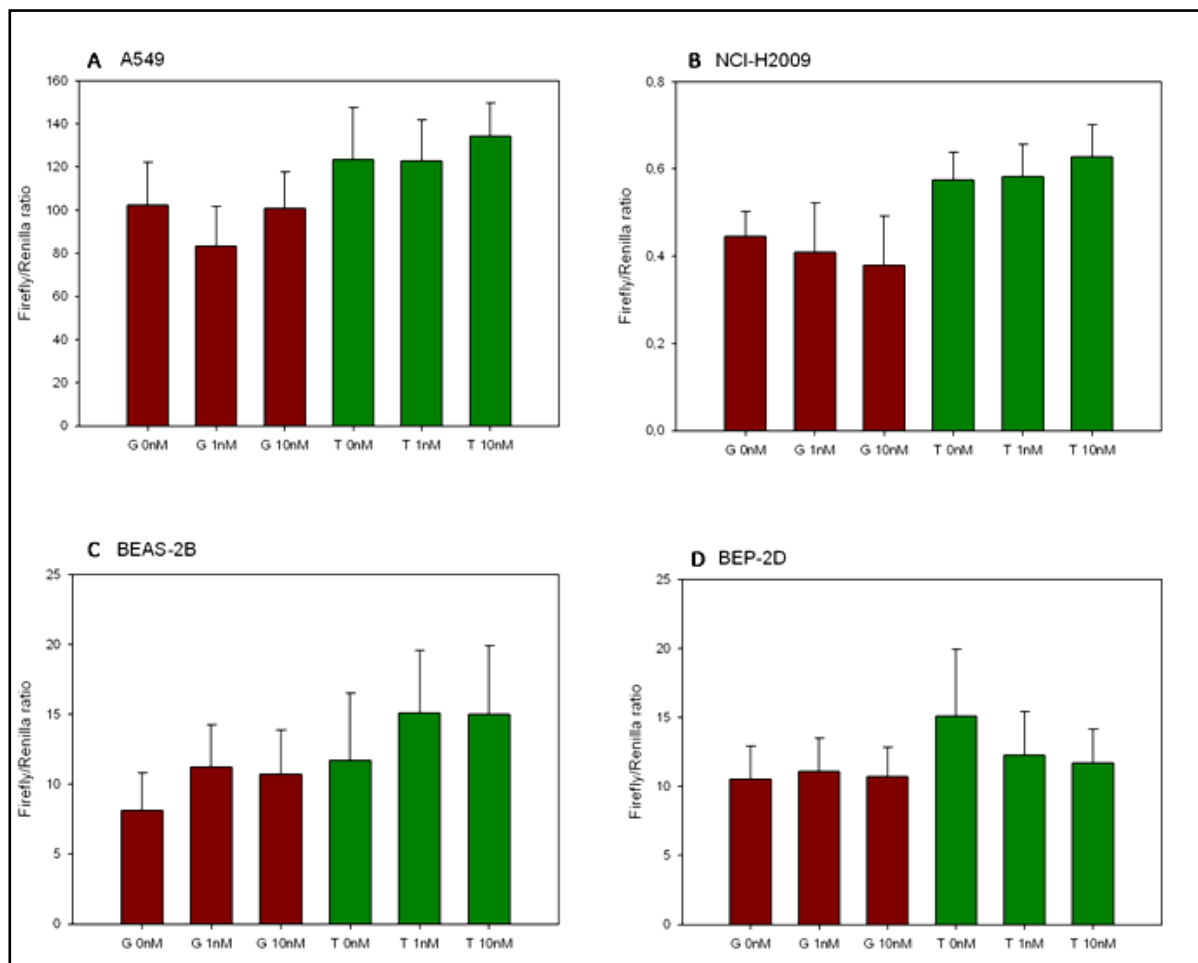 A A549
160
140
120
100
80
60
40
20
0
Firefly/Renilla ratio
G 0nM G 1nM G 10nM T 0nM T 1nM T 10nM
B NCI-H2009
0,8
0,6
0,4
0,2
0,0
Firefly/Renilla ratio
G 0nM G 1nM G 10nM T 0nM T 1nM T 10nM
C BEAS-2B
25
20
15
10
5
0
Firefly/Renilla ratio
G 0nM G 1nM G 10nM T 0nM T 1nM T 10nM
D BEP-2D
25
20
15
10
5
0
Firefly/Renilla ratio
G 0nM G 1nM G 10nM T 0nM T 1nM T 10nM